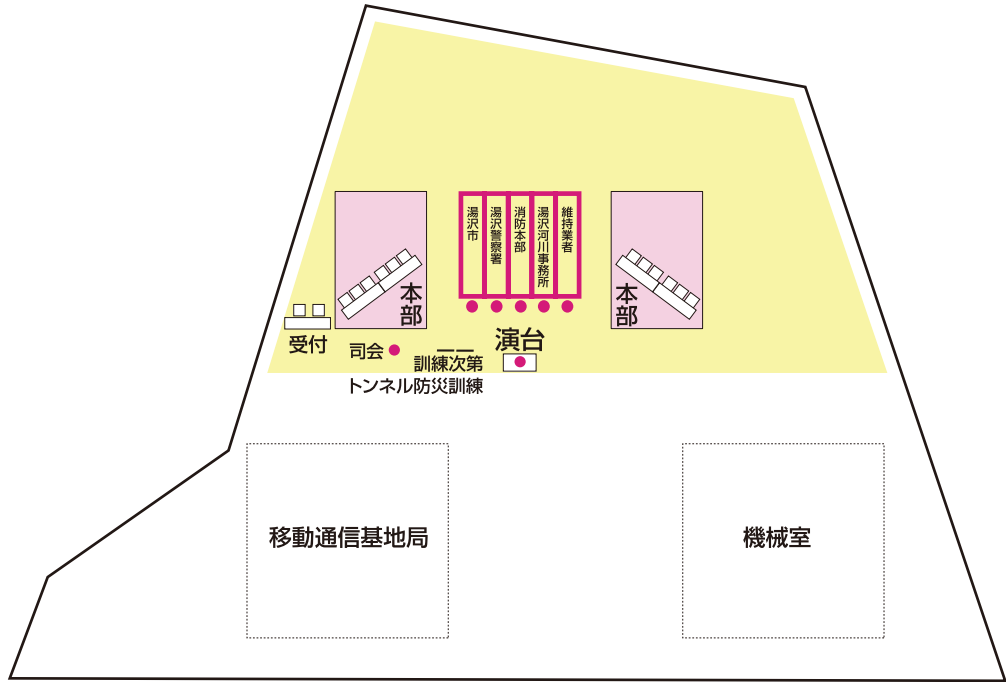 湯沢市
湯沢警察署
消防本部
湯沢河川事務所
維持業者
本部
本部
受付
司会
訓練次第
トンネル防災訓練
演台
移動通信基地局
機械室